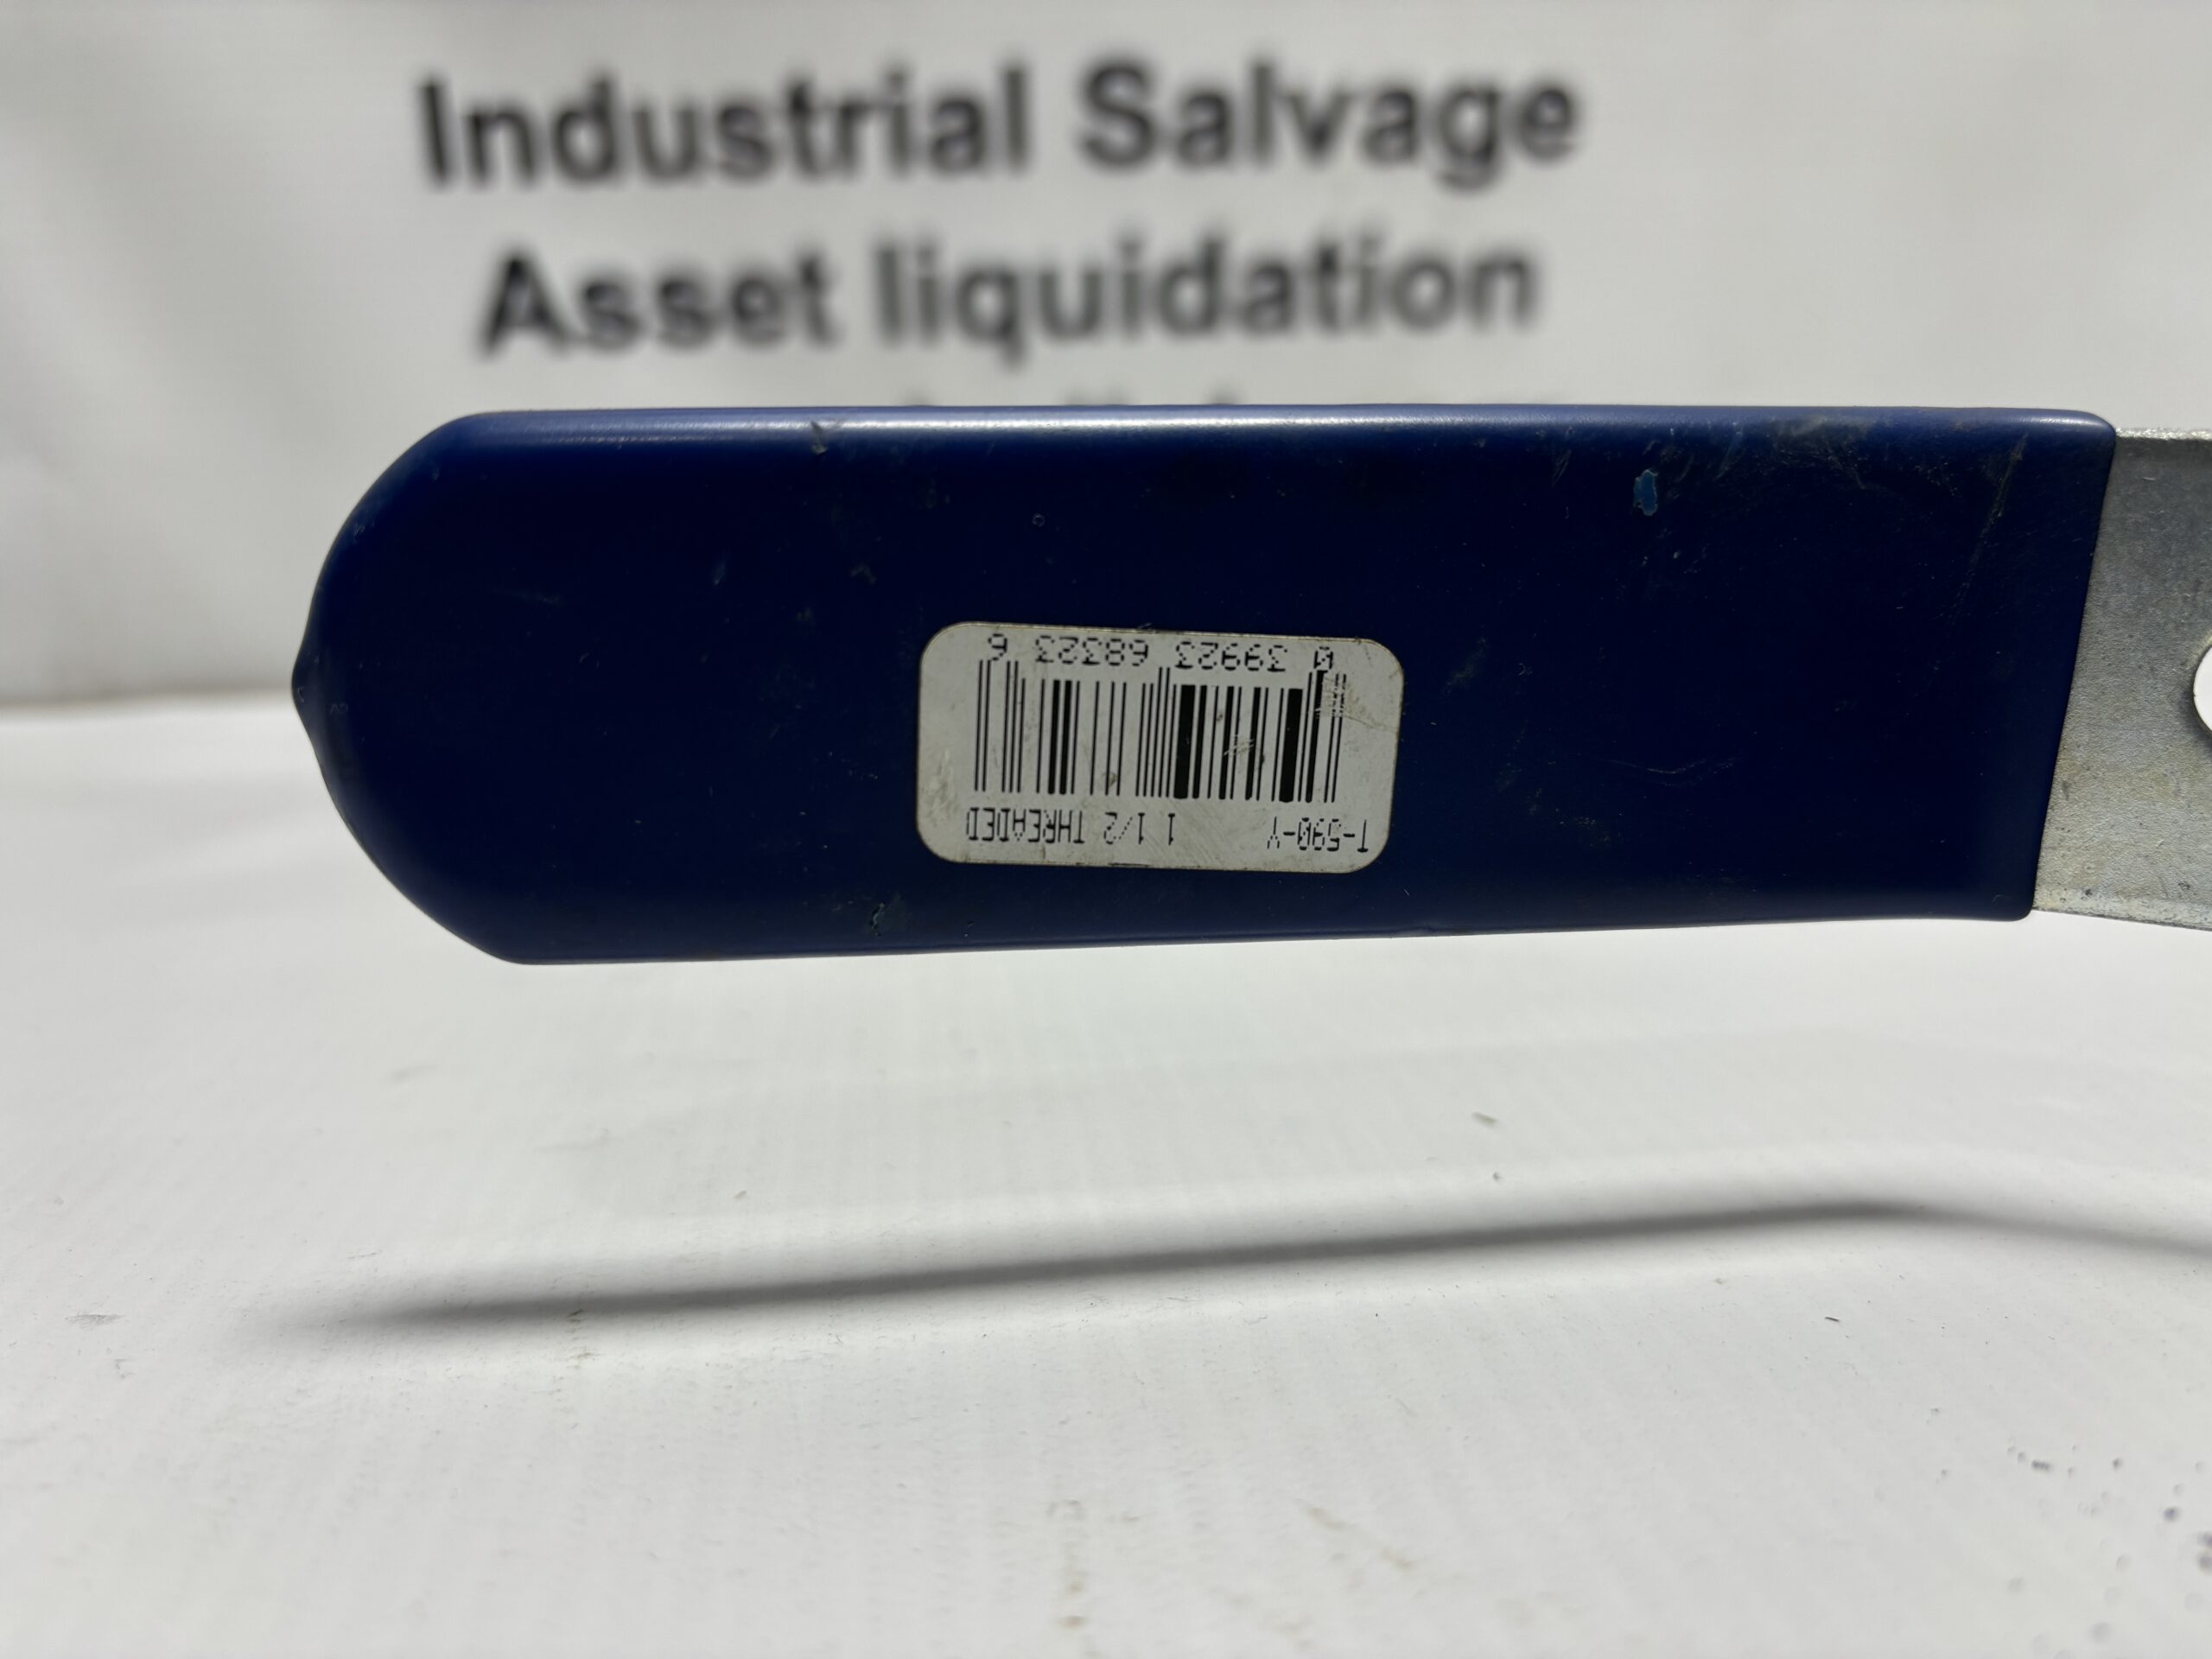 Industrial Salvage
Asset liquidation
T-590-Y 1 1/2 THREADED
0 39923 68323 6